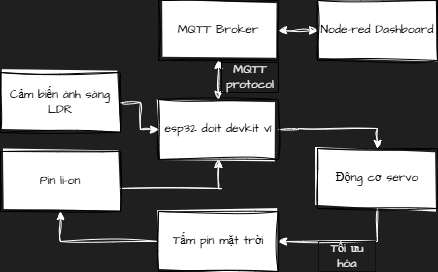 MQTT Broker
Node-red Dashboard
MQTT
protocol
Cảm biến ánh sáng
LDR
esp32 doit devkit v1
Pin li-on
Động cơ servo
Tấm pin mặt trời
Tối ưu
hóa